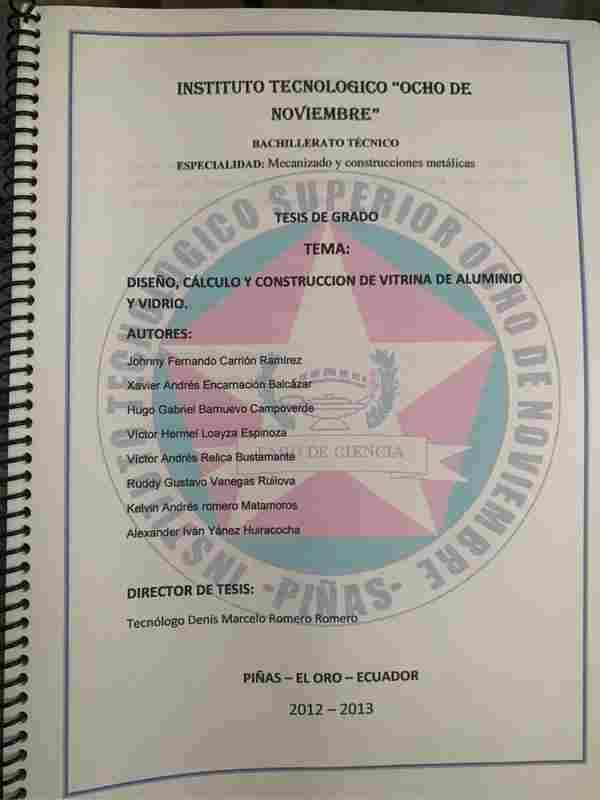 INSTITUTO TECNOLOGICO “OCHO DE
NOVIEMBRE”
BACHILLERATO TÉCNICO
ESPECIALIDAD: Mecanizado y construcciones metálicas
INSTITUTO TECNOLÓGICO SUPERIOR OCHO DE NOVIEMBRE
TESIS DE GRADO
TEMA:
DISEÑO, CÁLCULO Y CONSTRUCCION DE VITRINA DE ALUMINIO
Y VIDRIO.
AUTORES:
Johnny Fernando Carrión Ramírez
Xavier Andrés Encarnación Balcázar
Hugo Gabriel Barnuevo Campoverde
Víctor Hermel Loayza Espinoza
Víctor Andrés Relica Bustamante
DE CIENCIA
Ruddy Gustavo Vanegas Rúilova
Kelvin Andrés romero Matamoros
Alexander Iván Yánez Huiracocha
-PIÑAS-
DIRECTOR DE TESIS:
Tecnólogo Denis Marcelo Romero Romero
PIÑAS – EL ORO – ECUADOR
2012 – 2013